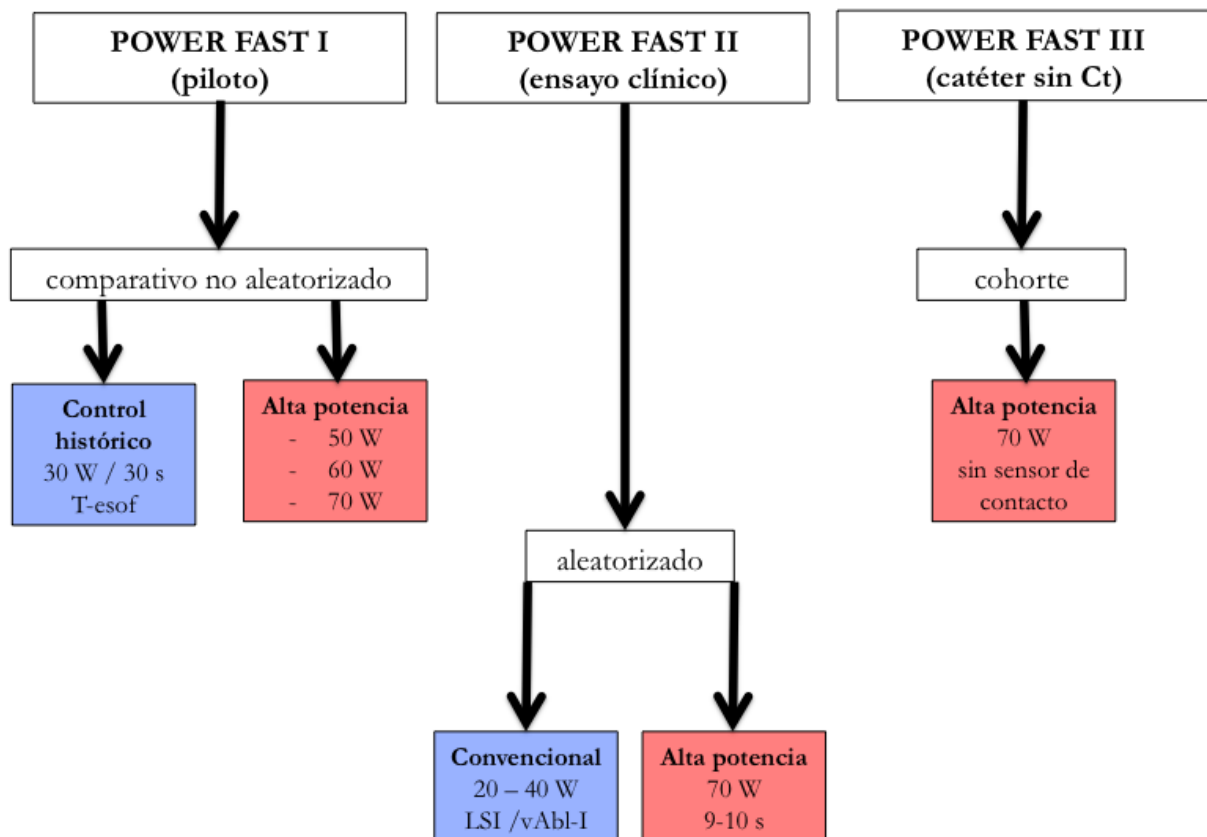 POWER FAST I
(piloto)
POWER FAST II
(ensayo clínico)
POWER FAST III
(catéter sin Ct)
comparativo no aleatorizado
cohorte
Control
histórico
30 W / 30 s
T-esof
Alta potencia
- 50 W
- 60 W
- 70 W
Alta potencia
70 W
sin sensor de
contacto
aleatorizado
Convencional
20 – 40 W
LSI /vAbl-I
Alta potencia
70 W
9-10 s